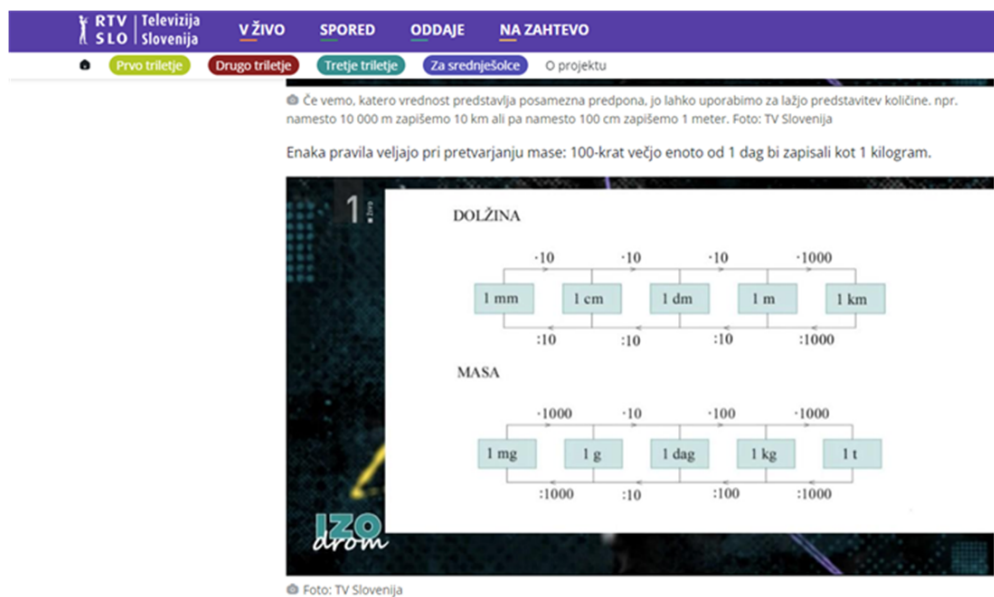 RTV SLO Televizija Slovenija
V ŽIVO SPORED ODDAJE NA ZAHTEVO
Prvo triletje Drugo triletje Tretje triletje Za srednješolce O projektu
Če vemo, katero vrednost predstavlja posamezna predpona, jo lahko uporabimo za lažjo predstavitev količine. npr.
namesto 10 000 m zapišemo 10 km ali pa namesto 100 cm zapišemo 1 meter. Foto: TV Slovenija
Enaka pravila veljajo pri pretvarjanju mase: 100-krat večjo enoto od 1 dag bi zapisali kot 1 kilogram.
1
DOLŽINA
·10 ·10 ·10 ·1000
1 mm 1 cm 1 dm 1 m 1 km
:10 :10 :10 :1000
MASA
·1000 ·10 ·100 ·1000
1 mg 1 g 1 dag 1 kg 1 t
:1000 :10 :100 :1000
IZO
drom
Foto: TV Slovenija